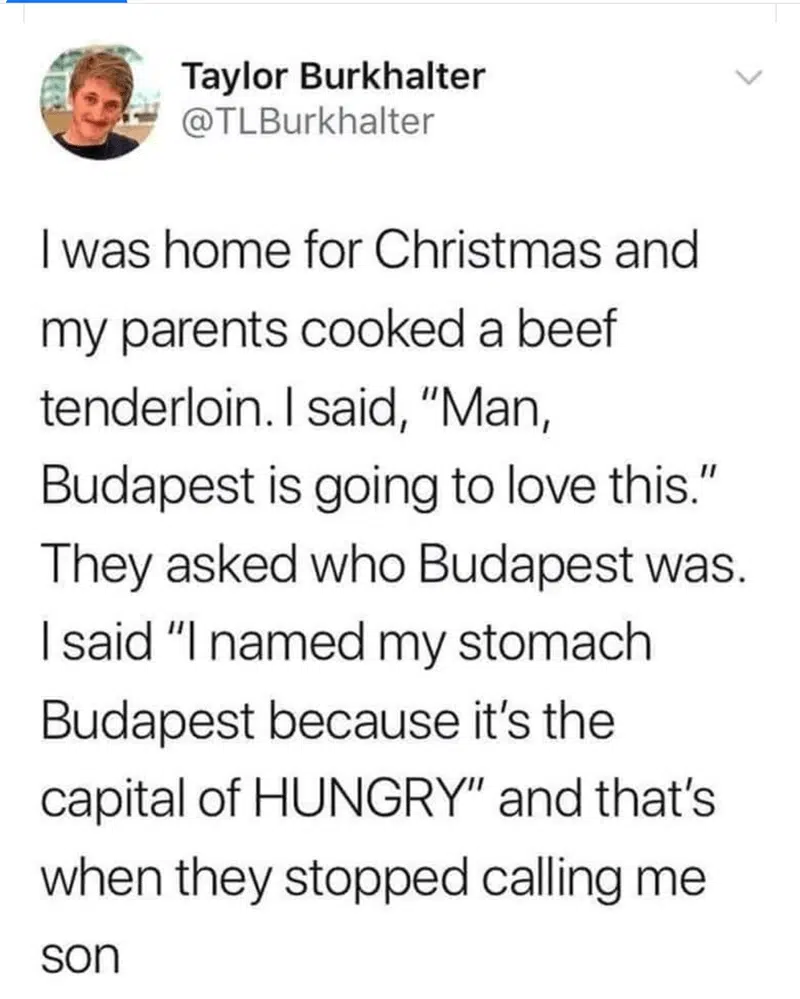 Taylor Burkhalter
@TLBurkhalter
I was home for Christmas and
my parents cooked a beef
tenderloin. I said, "Man,
Budapest is going to love this."
They asked who Budapest was.
I said "I named my stomach
Budapest because it's the
capital of HUNGRY" and that's
when they stopped calling me
son